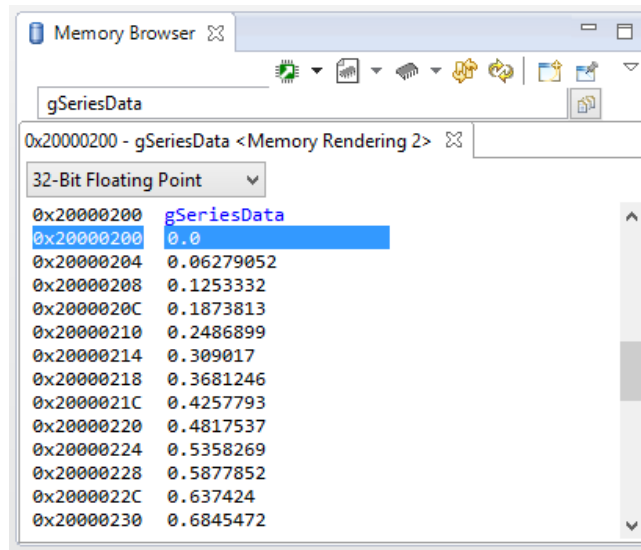 Memory Browser
gSeriesData
0x20000200 - gSeriesData <Memory Rendering 2>
32-Bit Floating Point
0x20000200 gSeriesData
0x20000200 0.0
0x20000204 0.06279052
0x20000208 0.1253332
0x2000020C 0.1873813
0x20000210 0.2486899
0x20000214 0.309017
0x20000218 0.3681246
0x2000021C 0.4257793
0x20000220 0.4817537
0x20000224 0.5358269
0x20000228 0.5877852
0x2000022C 0.637424
0x20000230 0.6845472